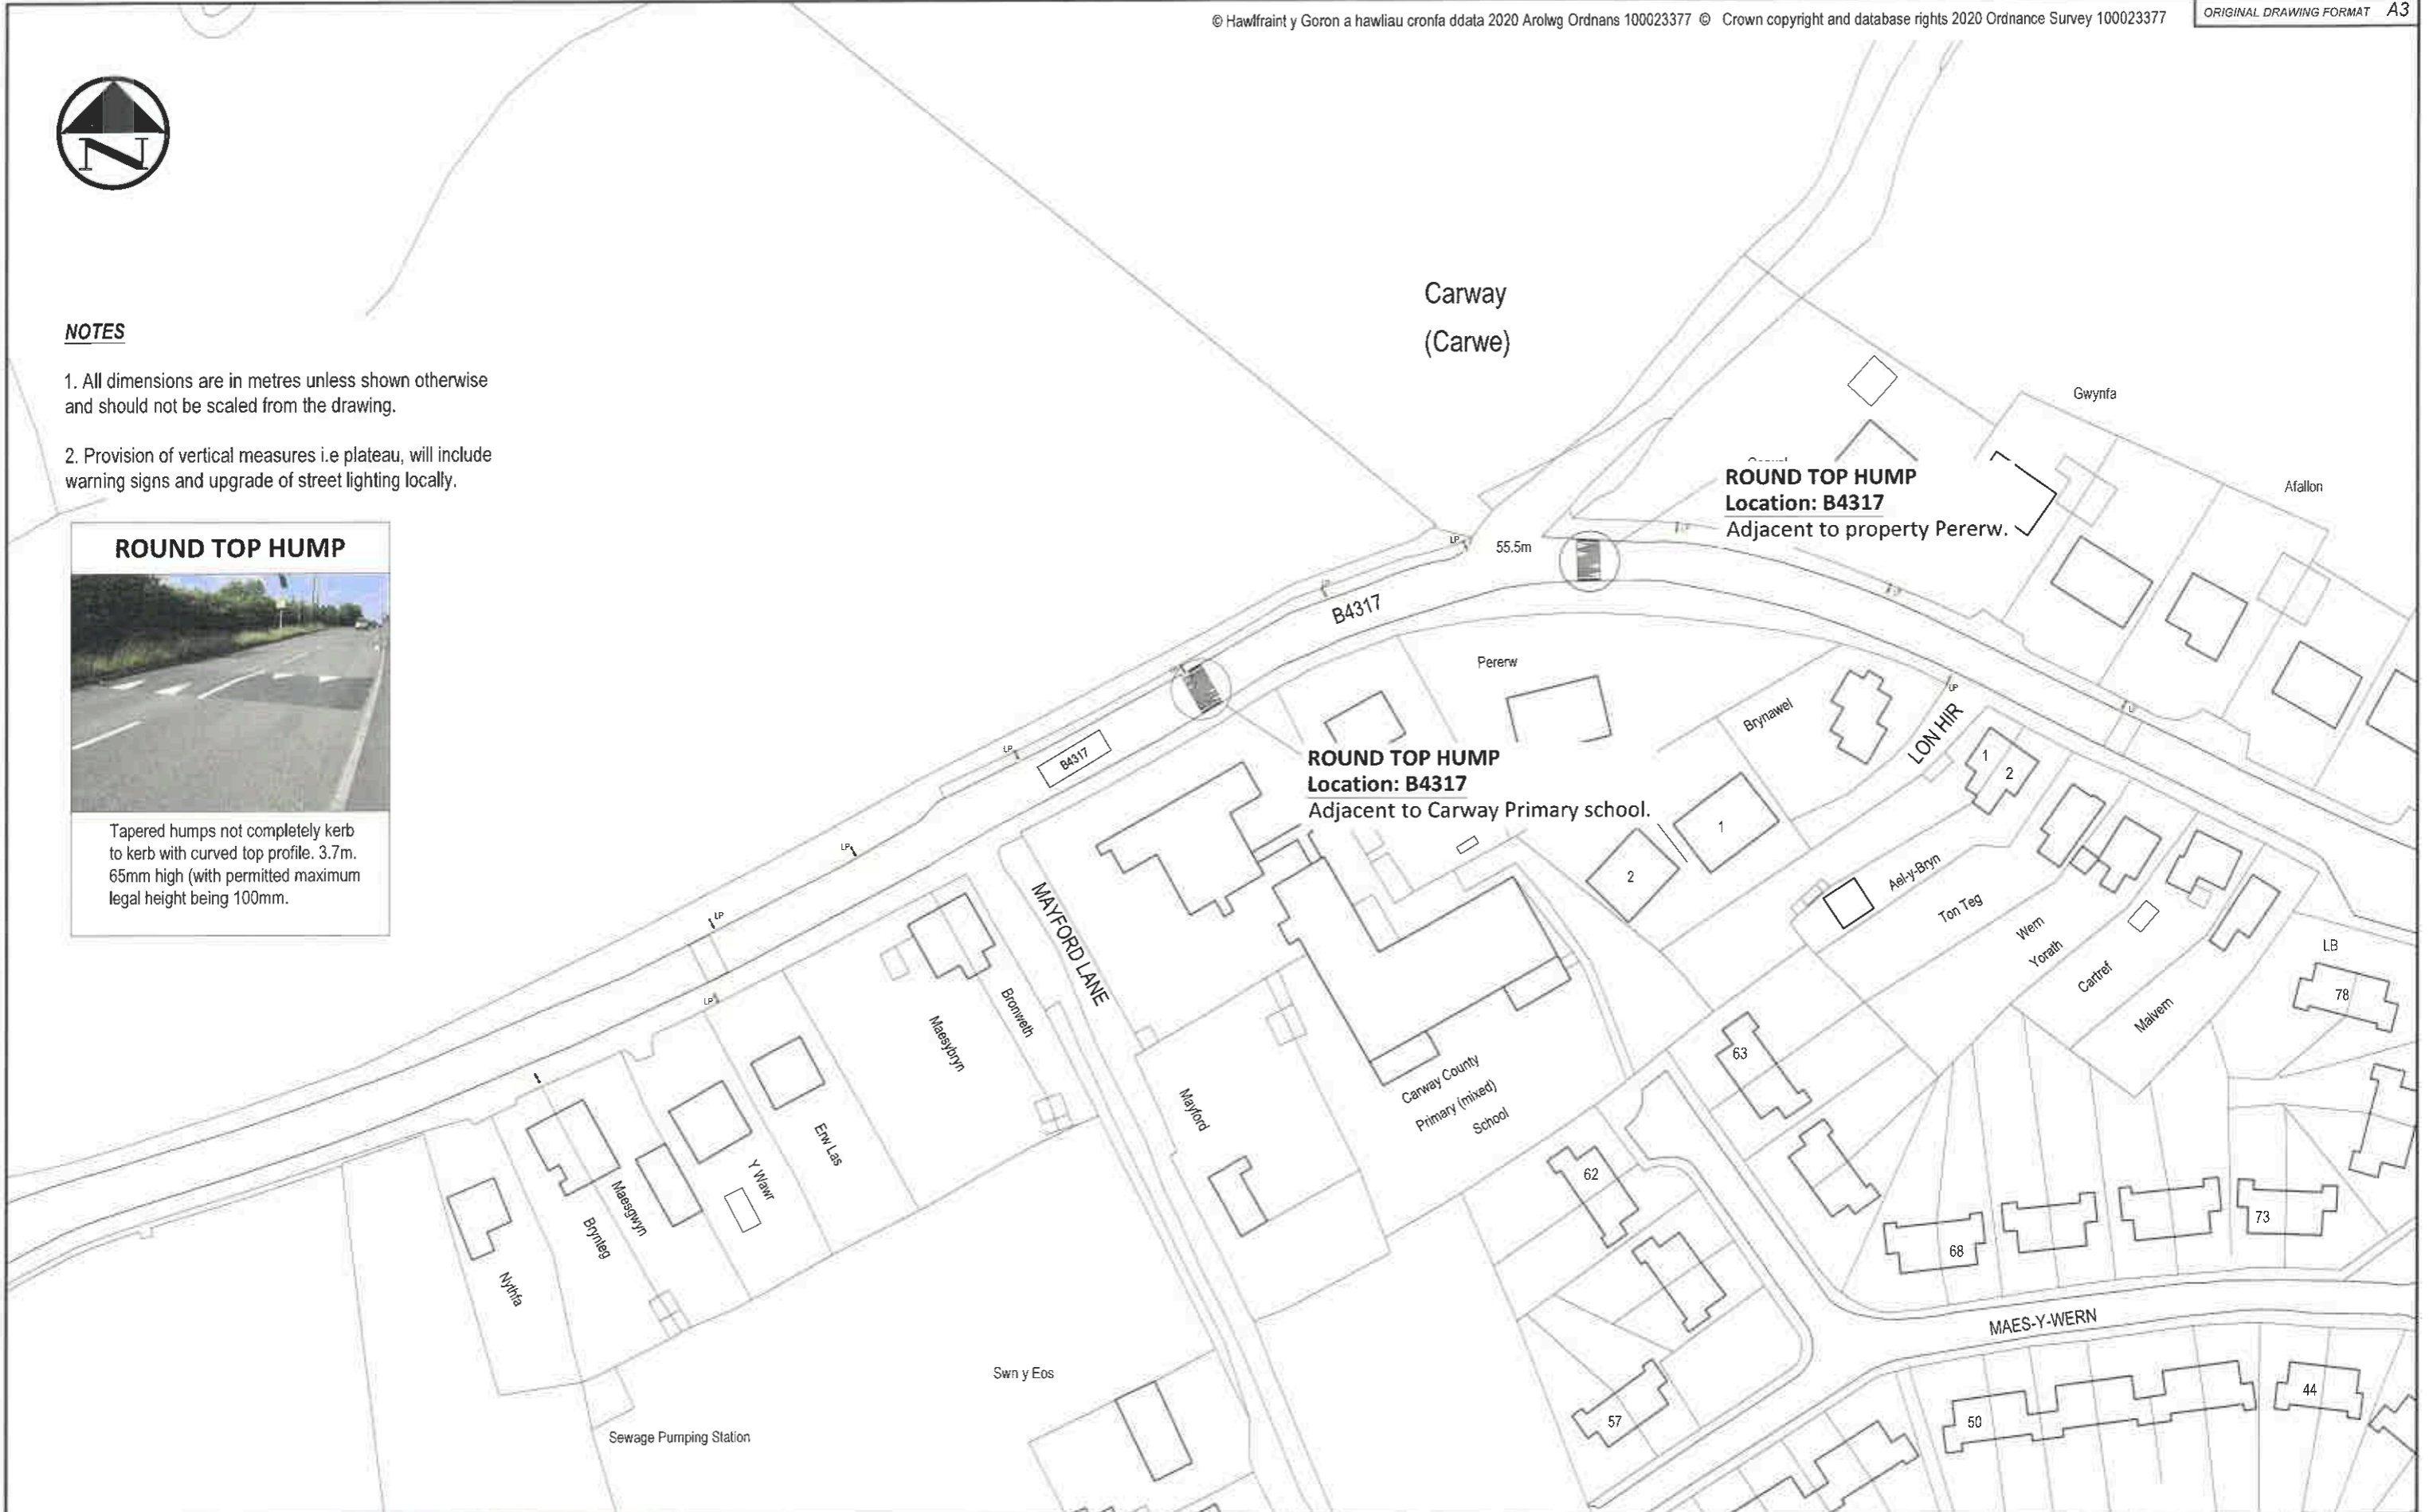 © Hawlfraint y Goron a hawliau cronfa ddata 2020 Arolwg Ordnans 100023377 © Crown copyright and database rights 2020 Ordnance Survey 100023377
ORIGINAL DRAWING FORMAT A3
N
NOTES
1. All dimensions are in metres unless shown otherwise
and should not be scaled from the drawing.
2. Provision of vertical measures i.e plateau, will include
warning signs and upgrade of street lighting locally.
ROUND TOP HUMP
Tapered humps not completely kerb
to kerb with curved top profile. 3.7m.
65mm high (with permitted maximum
legal height being 100mm.
Carway
(Carwe)
Gwynfa
Afallon
ROUND TOP HUMP
Location: B4317
Adjacent to property Pererw.
LP
55.5m
B4317
Pererw
Brynawel
LP
LON HIR
1
2
LP
B4317
ROUND TOP HUMP
Location: B4317
Adjacent to Carway Primary school.
1
2
LP
LP
LP
MAYFORD LANE
Ael-y-Bryn
Ton Teg
Wern
Yorath
Cartref
Malvern
LB
78
Bronweth
Maesybryn
Mayford
Carway County
Primary (mixed)
School
63
62
Erw Las
Y Wawr
Maesgwyn
Brynteg
Nythfa
68
73
MAES-Y-WERN
Swn y Eos
Sewage Pumping Station
57
50
44